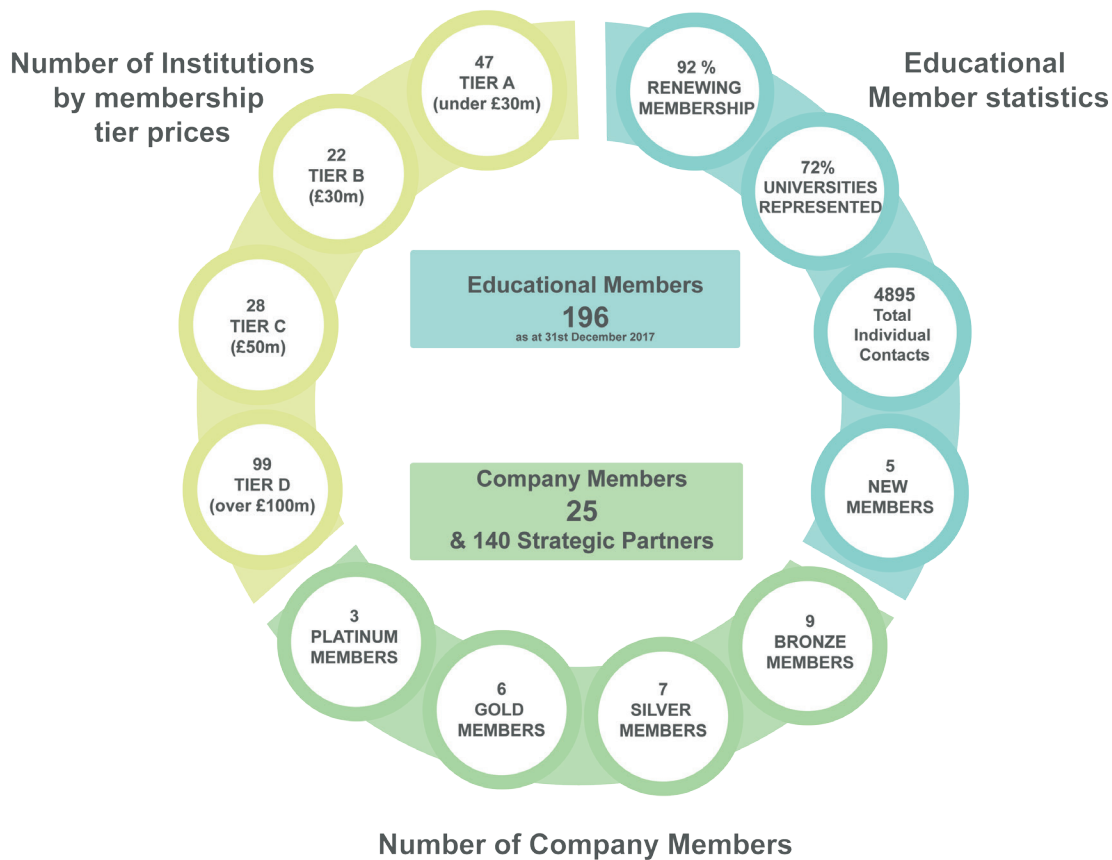 Number of Institutions
by membership
tier prices
47
TIER A
(under £30m)
22
TIER B
(£30m)
28
TIER C
(£50m)
99
TIER D
(over £100m)
Educational
Member statistics
92 %
RENEWING
MEMBERSHIP
72%
UNIVERSITIES
REPRESENTED
4895
Total
Individual
Contacts
5
NEW
MEMBERS
Educational Members
196
as at 31st December 2017
Company Members
25
& 140 Strategic Partners
3
PLATINUM
MEMBERS
6
GOLD
MEMBERS
7
SILVER
MEMBERS
9
BRONZE
MEMBERS
Number of Company Members